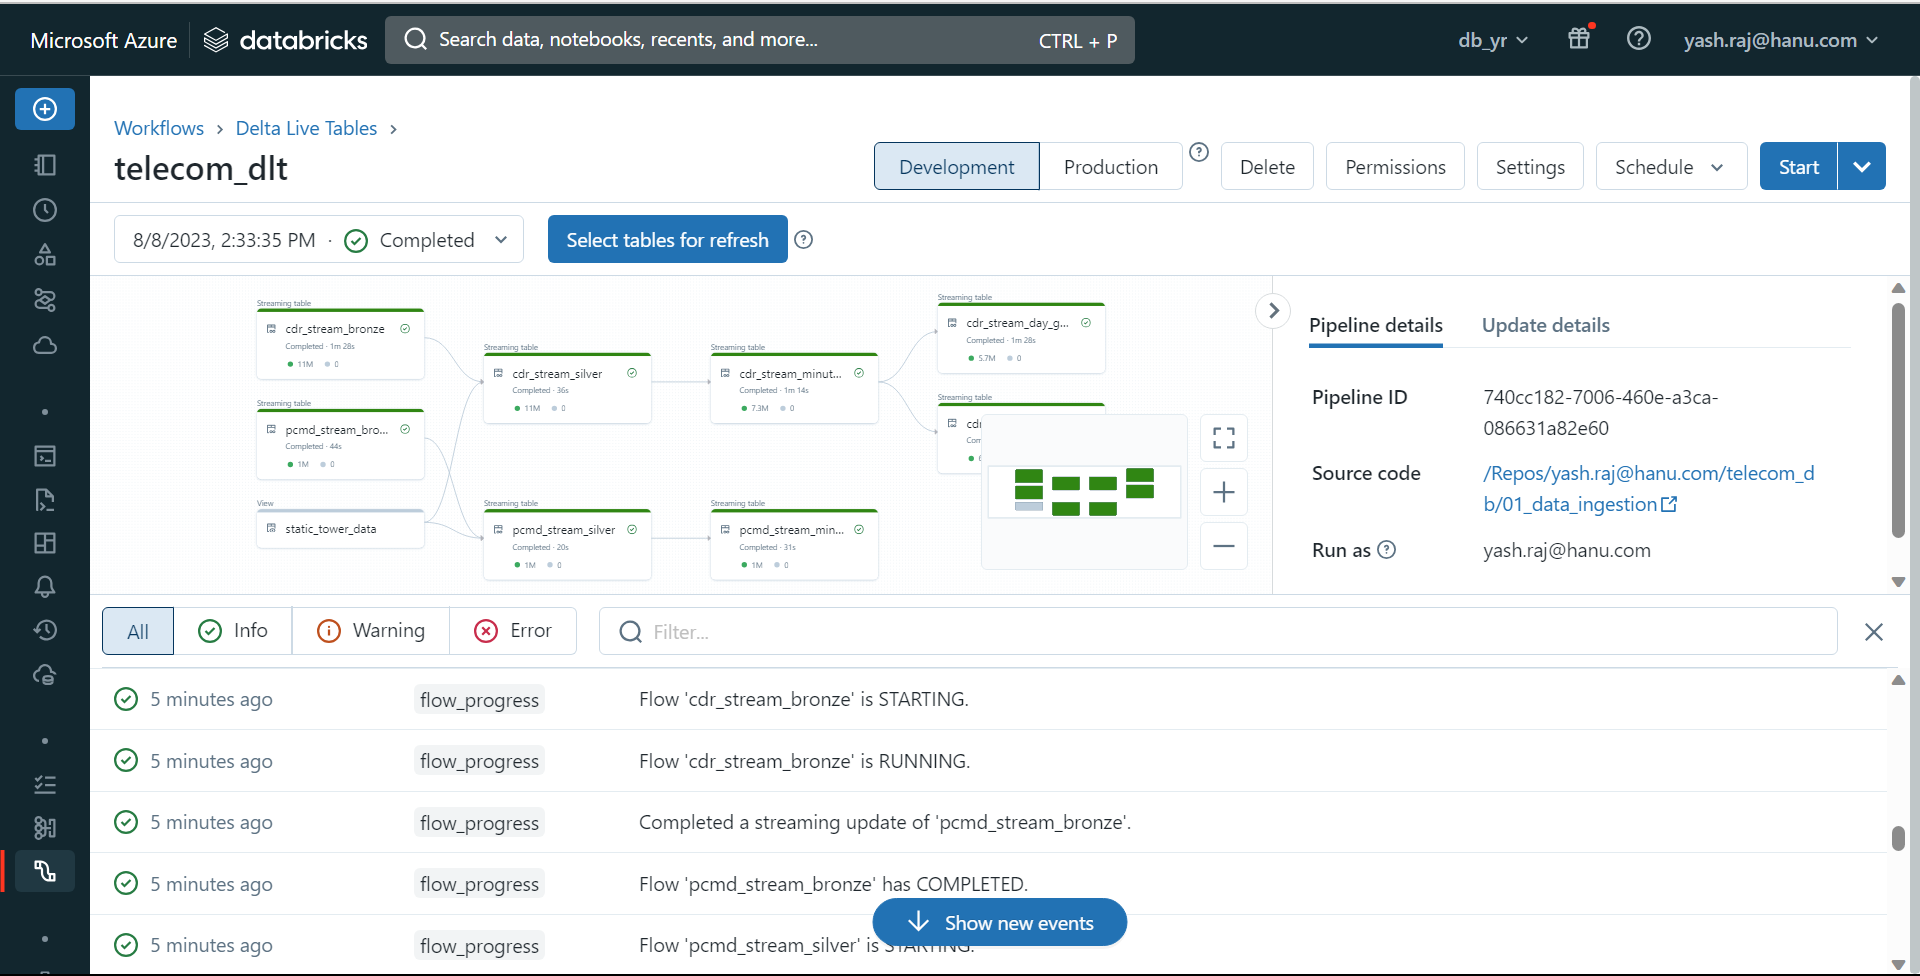 Microsoft Azure databricks Search data, notebooks, recents, and more... CTRL + P db_yr yash.raj@hanu.com
Workflows > Delta Live Tables >
telecom_dlt
Development Production Delete Permissions Settings Schedule Start
8/8/2023, 2:33:35 PM · Completed Select tables for refresh
Streaming table
cdr_stream_bronze
Completed · 1m 28s
11M 0
Streaming table
pcmd_stream_bro...
Completed · 44s
1M 0
View
static_tower_data
Streaming table
cdr_stream_silver
Completed · 36s
11M 0
Streaming table
pcmd_stream_silver
Completed · 20s
1M 0
Streaming table
cdr_stream_minut...
Completed · 1m 14s
7.3M 0
Streaming table
pcmd_stream_min...
Completed · 31s
1M 0
Streaming table
cdr_stream_day_g...
Completed · 1m 28s
5.7M 0
Streaming table
Pipeline details Update details
Pipeline ID 740cc182-7006-460e-a3ca-
086631a82e60
Source code /Repos/yash.raj@hanu.com/telecom_d
b/01_data_ingestion
Run as yash.raj@hanu.com
All Info Warning Error Filter...
5 minutes ago flow_progress Flow 'cdr_stream_bronze' is STARTING.
5 minutes ago flow_progress Flow 'cdr_stream_bronze' is RUNNING.
5 minutes ago flow_progress Completed a streaming update of 'pcmd_stream_bronze'.
5 minutes ago flow_progress Flow 'pcmd_stream_bronze' has COMPLETED.
Show new events
5 minutes ago flow_progress Flow 'pcmd_stream_silver' is STARTING.